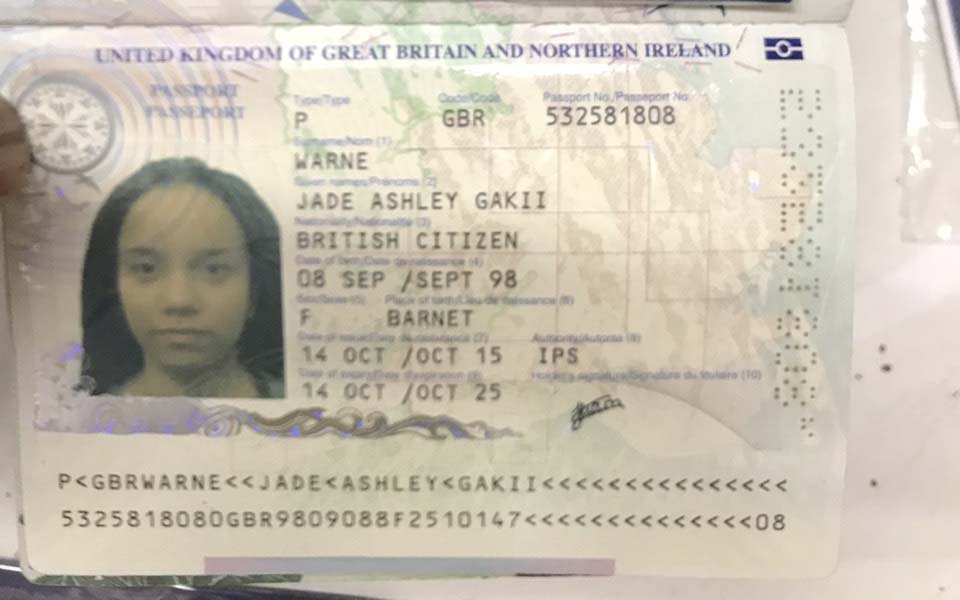 UNITED KINGDOM OF GREAT BRITAIN AND NORTHERN IRELAND
PASSPORT
PASSEPORT
Type/Type Code/Code Passport No./Passeport No.
P GBR 532581808
Surname/Nom (1)
WARNE
Given names/Prénoms (2)
JADE ASHLEY GAKII
Nationality/Nationalité (3)
BRITISH CITIZEN
Date of birth/Date de naissance (4)
08 SEP /SEPT 98
Sex/Sexe (5) Place of birth/Lieu de naissance (6)
F BARNET
Date of issue/Date de délivrance (7) Authority/Autorité (8)
14 OCT /OCT 15 IPS
Date of expiry/Date d'expiration (9) Holder's signature/Signature du titulaire (10)
14 OCT /OCT 25
P<GBRWARNE<<JADE<ASHLEY<GAKII<<<<<<<<<<<<<<<
5325818080GBR9809088F2510147<<<<<<<<<<<<<<08